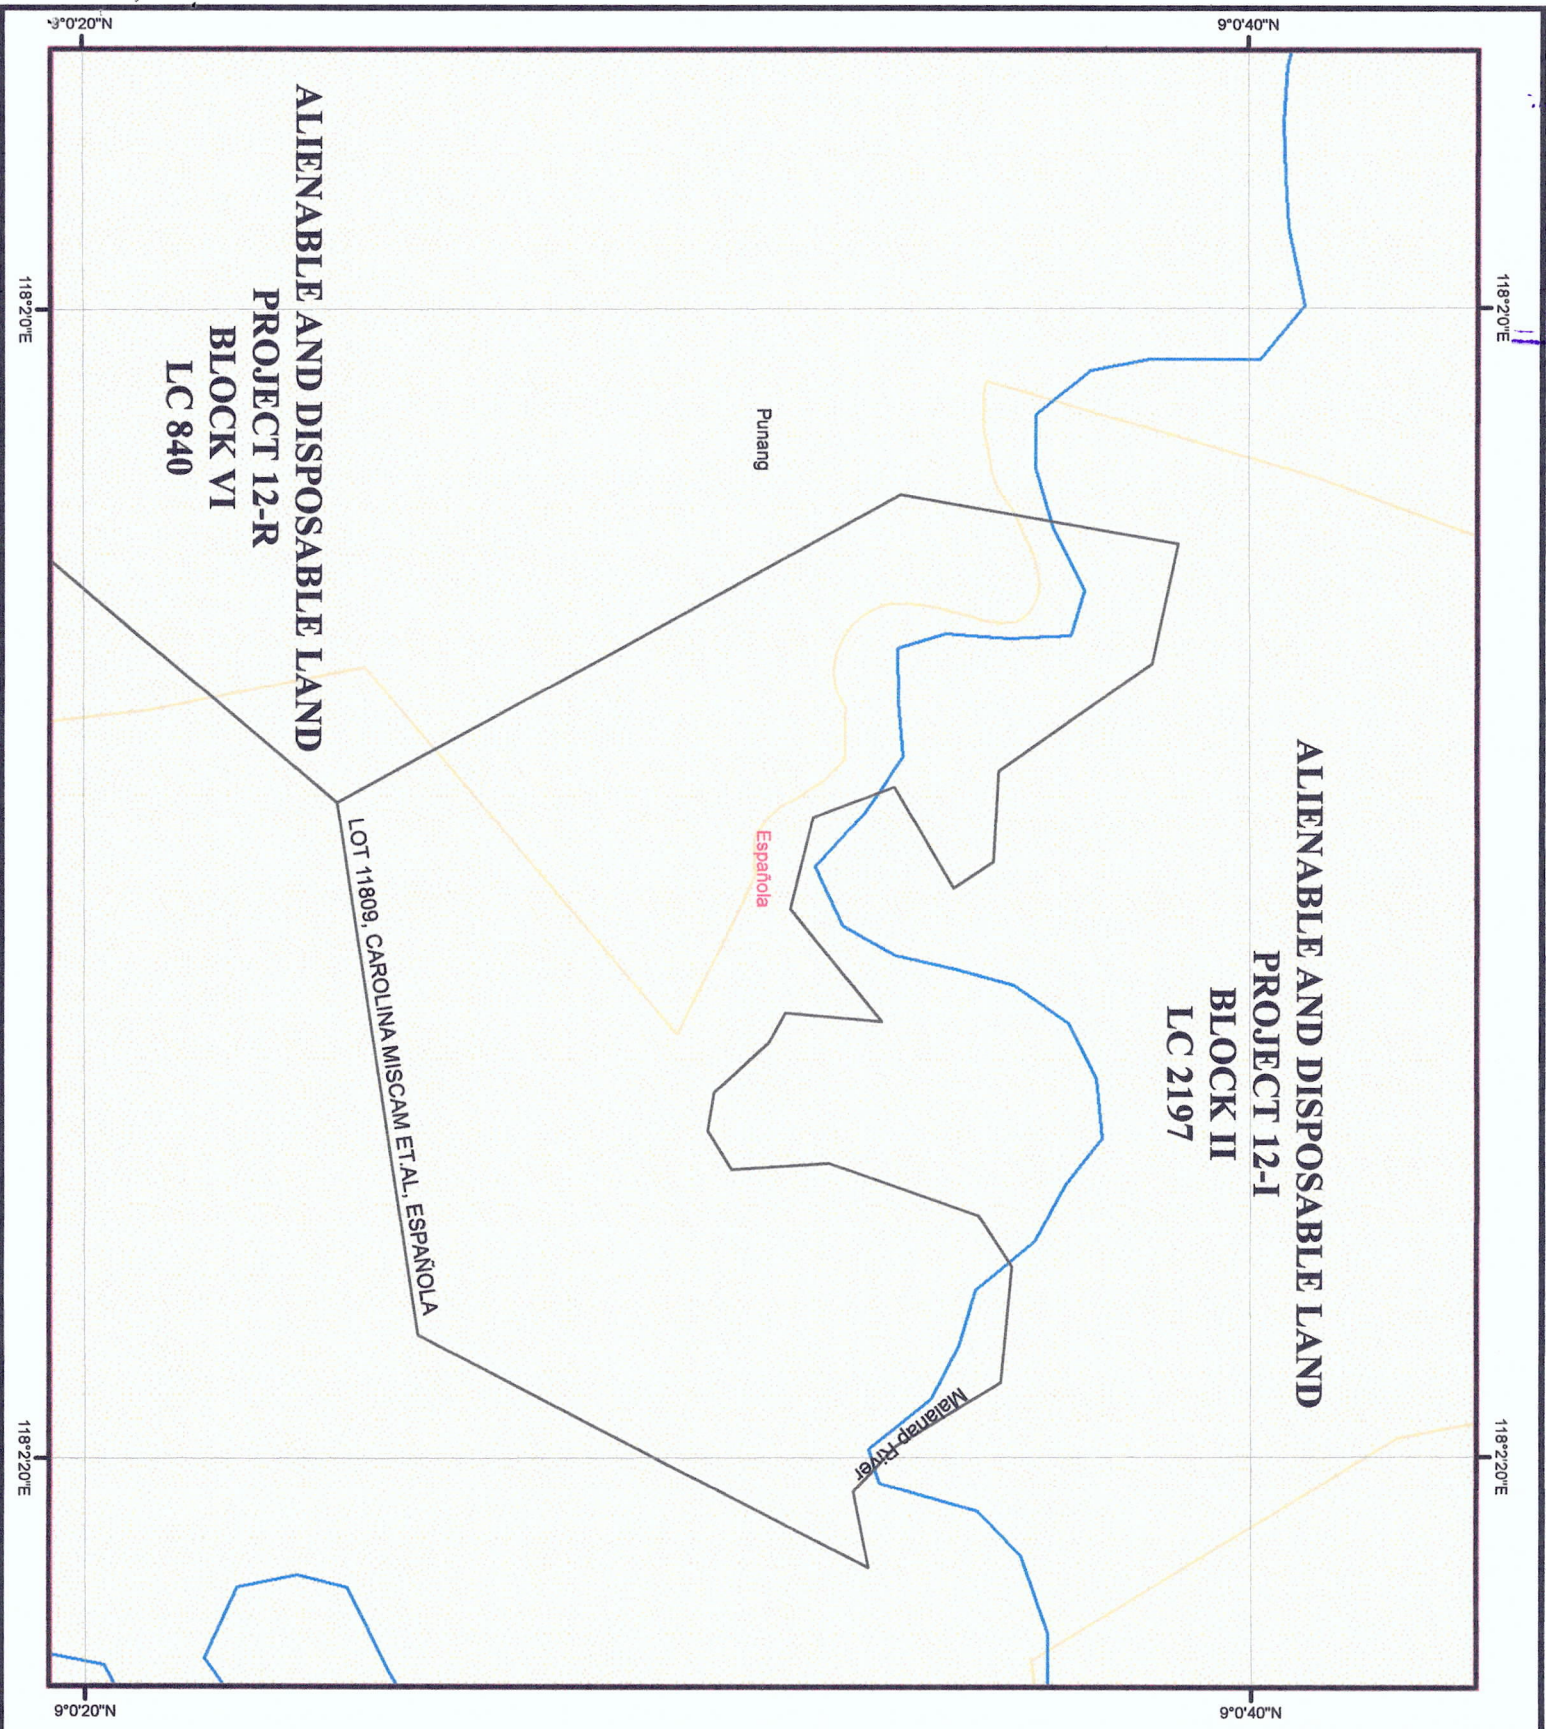 9°0'20"N
9°0'40"N
118°2'0"E
118°2'0"E
ALIENABLE AND DISPOSABLE LAND
PROJECT 12-R
BLOCK VI
LC 840
Punang
Española
ALIENABLE AND DISPOSABLE LAND
PROJECT 12-I
BLOCK II
LC 2197
LOT 11809, CAROLINA MISCAM ET.AL, ESPAÑOLA
Malanap River
118°2'20"E
118°2'20"E
9°0'20"N
9°0'40"N